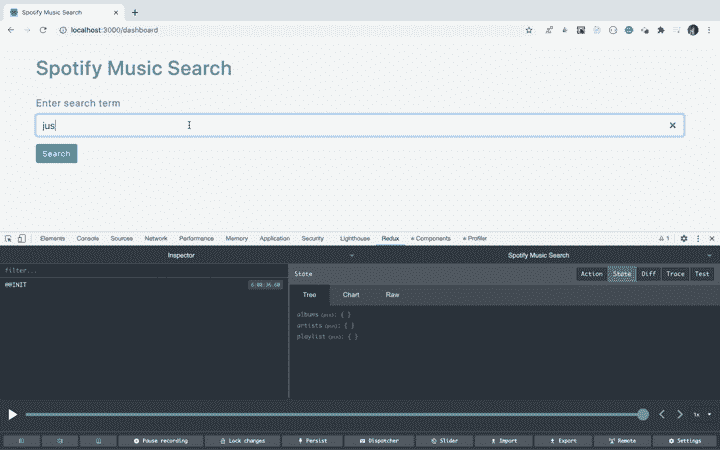 Spotify Music Search
localhost:3000/dashboard
Spotify Music Search
Enter search term
jus
Search
Elements Console Sources Network Performance Memory Application Security Lighthouse Redux Components Profiler 1
Inspector Spotify Music Search
filter...
State Action State Diff Trace Test
@@INIT
Tree Chart Raw
albums (pin): { }
artists (pin): { }
playlist (pin): { }
1x
Pause recording Lock changes Persist Dispatcher Slider Import Export Remote Settings